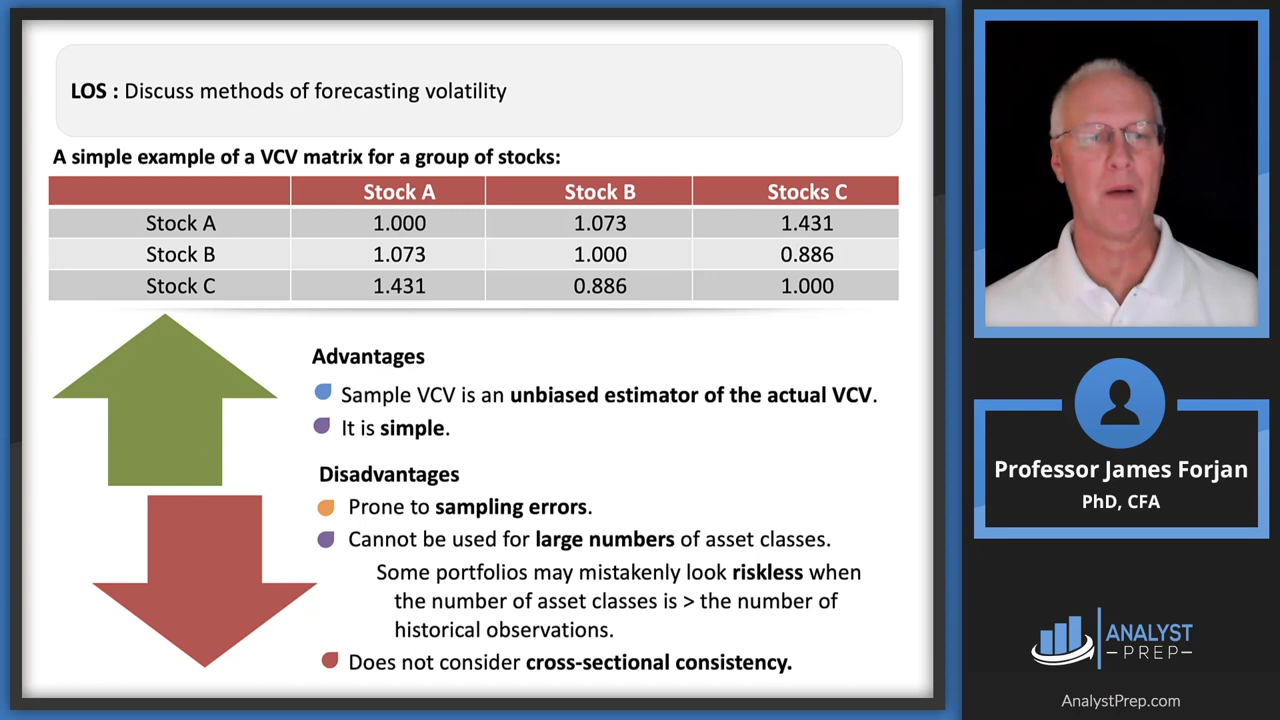 LOS : Discuss methods of forecasting volatility
A simple example of a VCV matrix for a group of stocks:
Stock A Stock B Stocks C
Stock A 1.000 1.073 1.431
Stock B 1.073 1.000 0.886
Stock C 1.431 0.886 1.000
Advantages
Sample VCV is an unbiased estimator of the actual VCV.
It is simple.
Disadvantages
Prone to sampling errors.
Cannot be used for large numbers of asset classes.
Some portfolios may mistakenly look riskless when
the number of asset classes is > the number of
historical observations.
Does not consider cross-sectional consistency.
Professor James Forjan
PhD, CFA
ANALYST
PREP
AnalystPrep.com